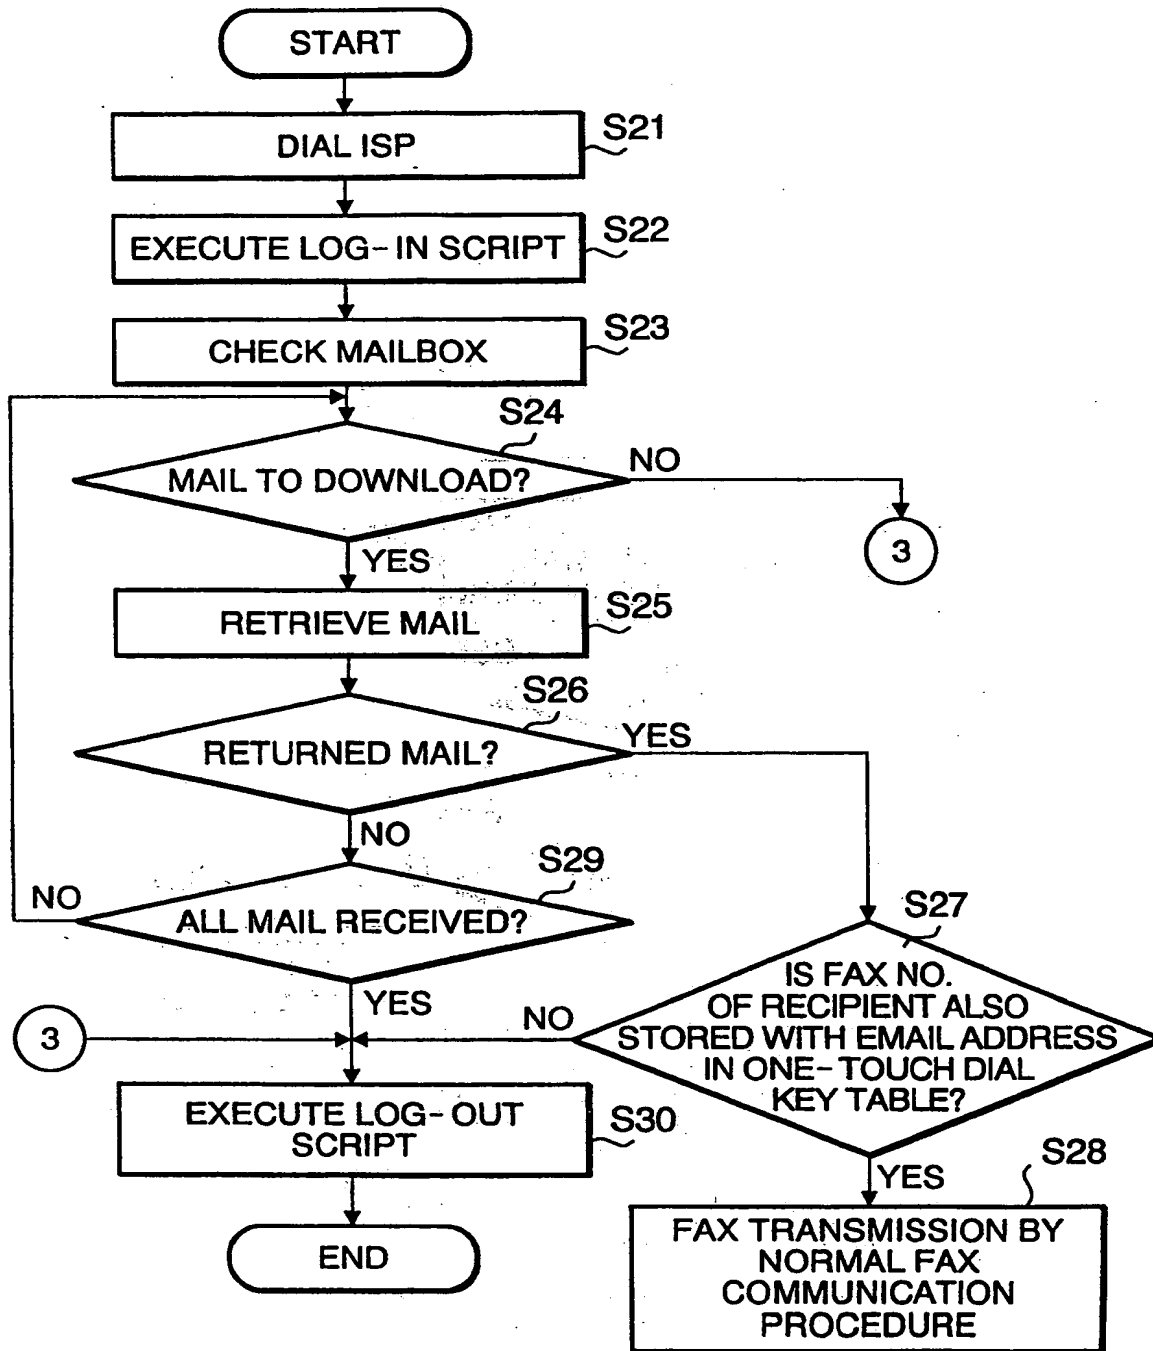 START
DIAL ISP
S21
EXECUTE LOG-IN SCRIPT
S22
CHECK MAILBOX
S23
S24
MAIL TO DOWNLOAD?
NO
3
YES
RETRIEVE MAIL
S25
S26
RETURNED MAIL?
YES
NO
S29
NO
ALL MAIL RECEIVED?
S27
IS FAX NO.
OF RECIPIENT ALSO
STORED WITH EMAIL ADDRESS
IN ONE-TOUCH DIAL
KEY TABLE?
YES
3
NO
EXECUTE LOG-OUT
SCRIPT
S30
YES
S28
END
FAX TRANSMISSION BY
NORMAL FAX
COMMUNICATION
PROCEDURE